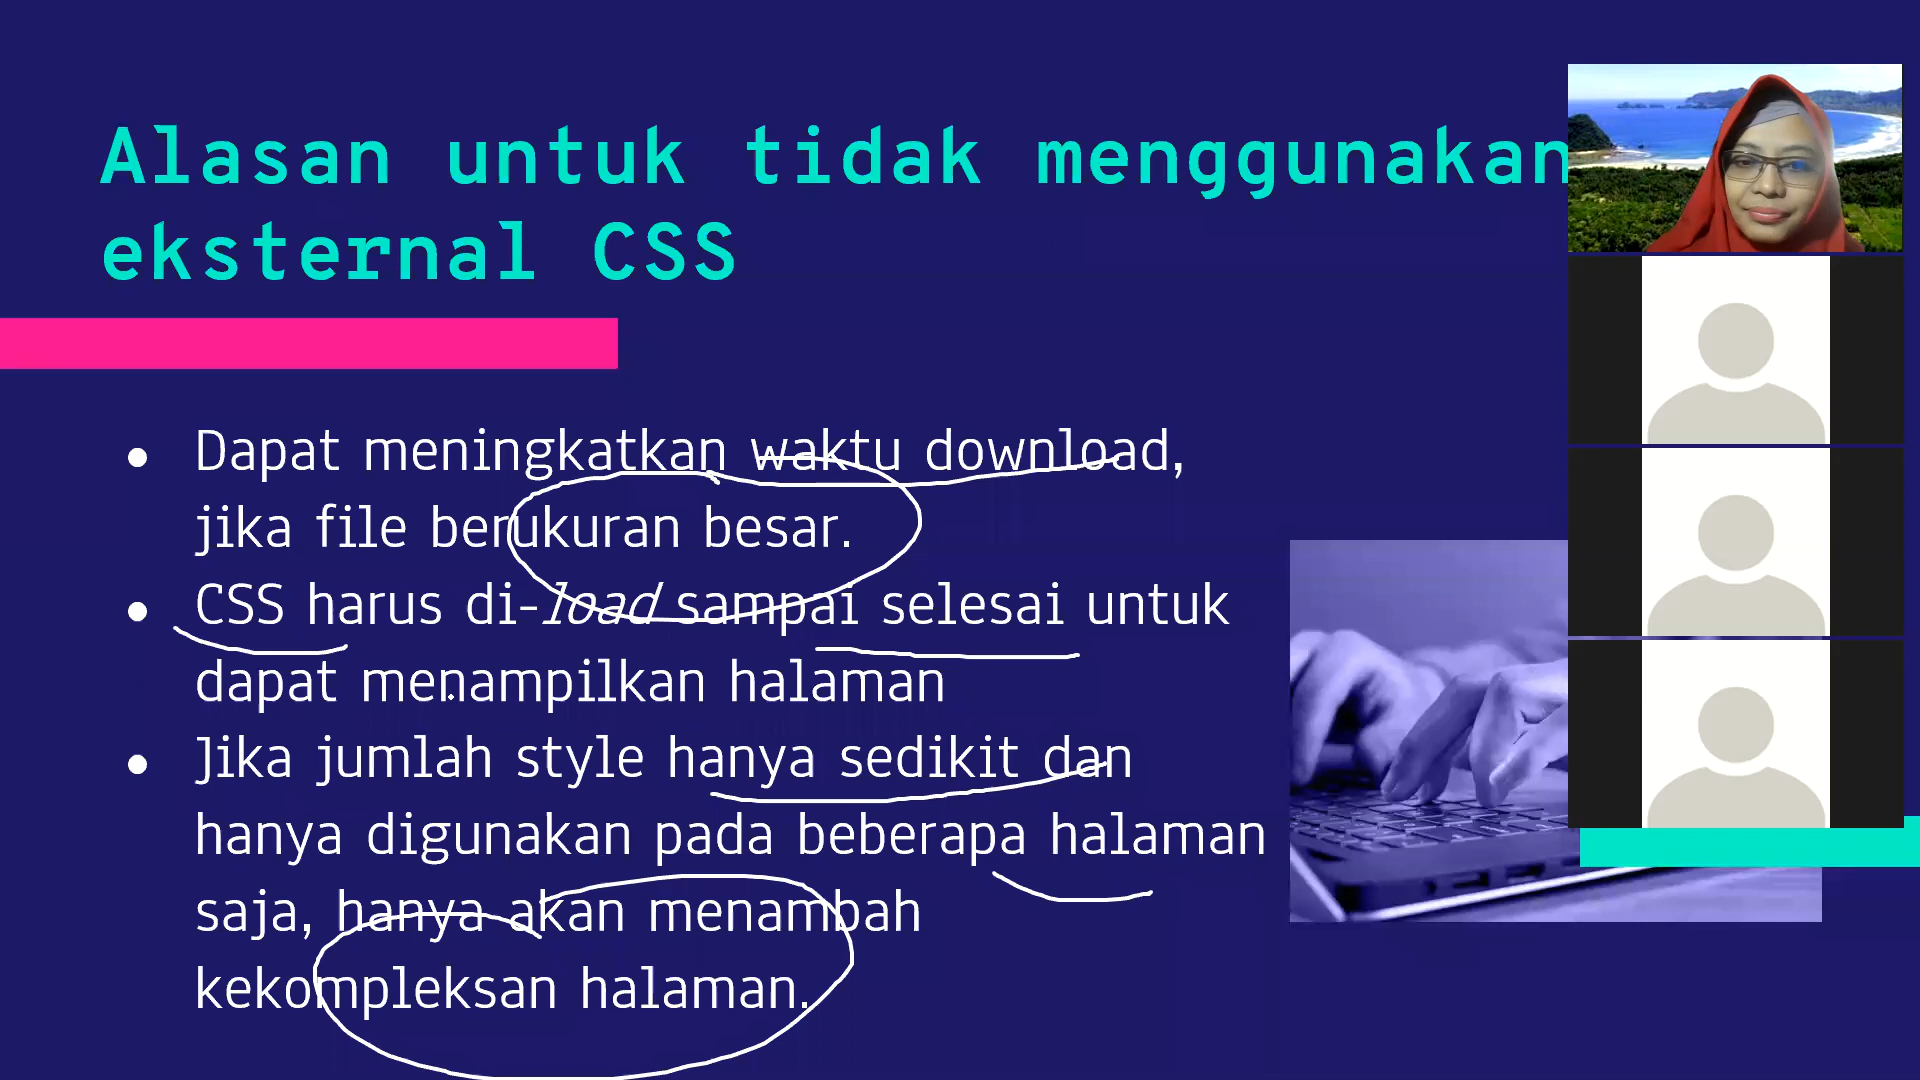 Alasan untuk tidak menggunakan
eksternal CSS
Dapat meningkatkan waktu download,
jika file berukuran besar.
CSS harus di-load sampai selesai untuk
dapat menampilkan halaman
Jika jumlah style hanya sedikit dan
hanya digunakan pada beberapa halaman
saja, hanya akan menambah
kekompleksan halaman.